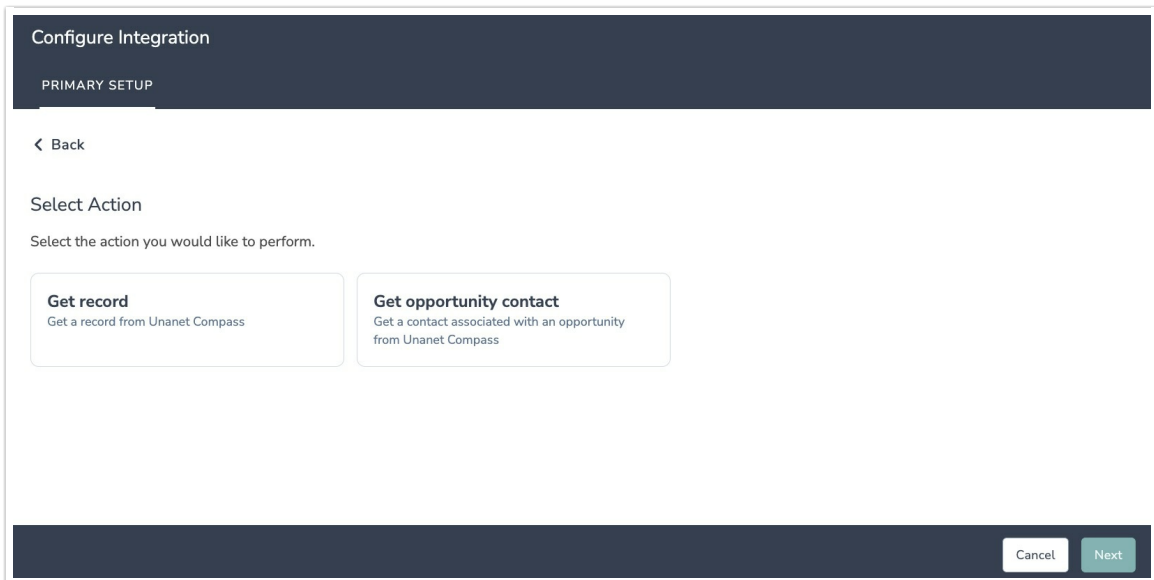 Configure Integration
PRIMARY SETUP
Back
Select Action
Select the action you would like to perform.
Get record
Get a record from Unanet Compass
Get opportunity contact
Get a contact associated with an opportunity
from Unanet Compass
Cancel
Next